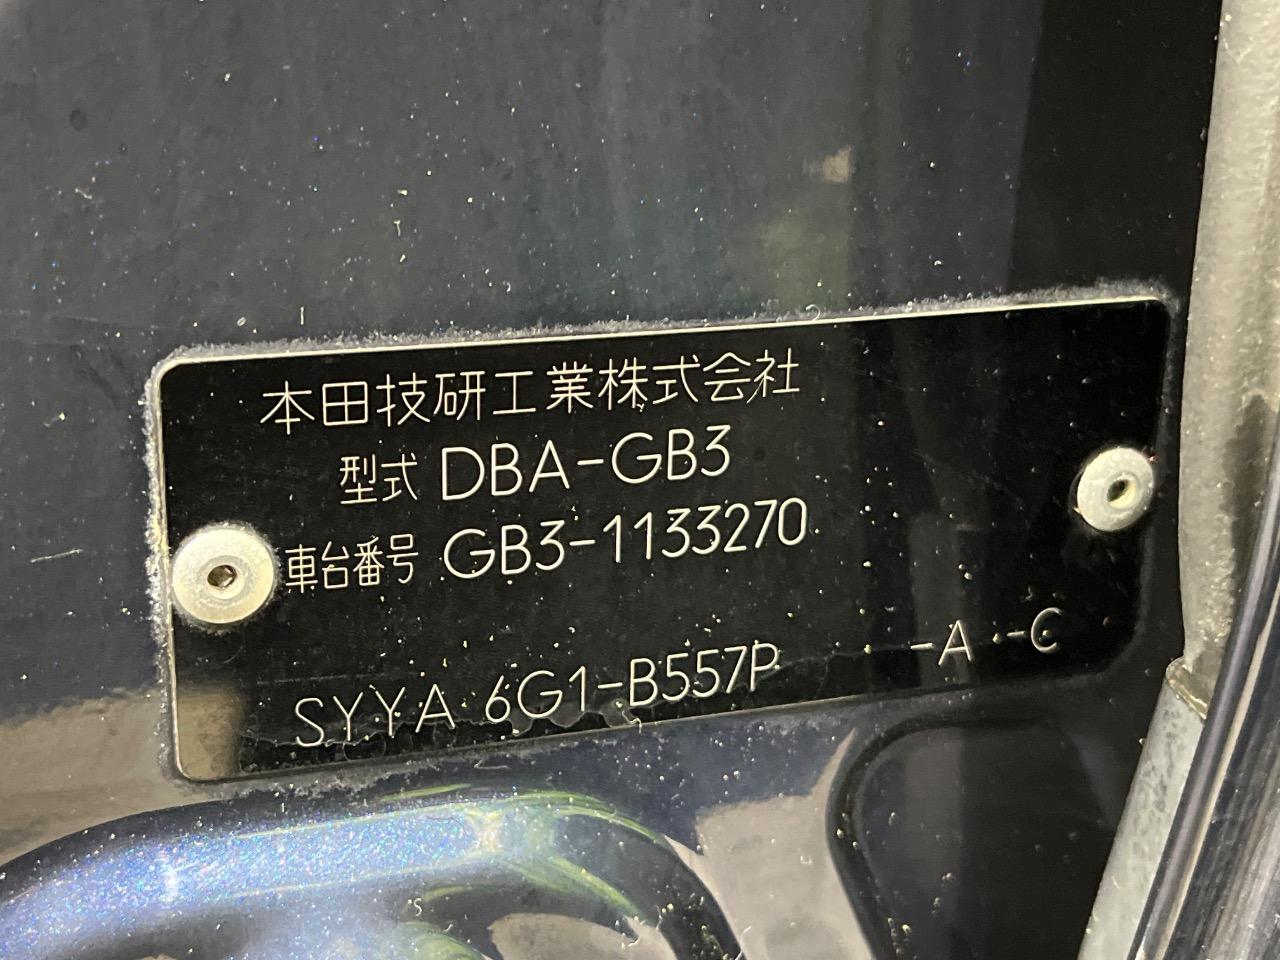 本田技研工業株式会社
型式 DBA-GB3
車台番号 GB3-1133270
SYYA 6G1-B557P -A -C